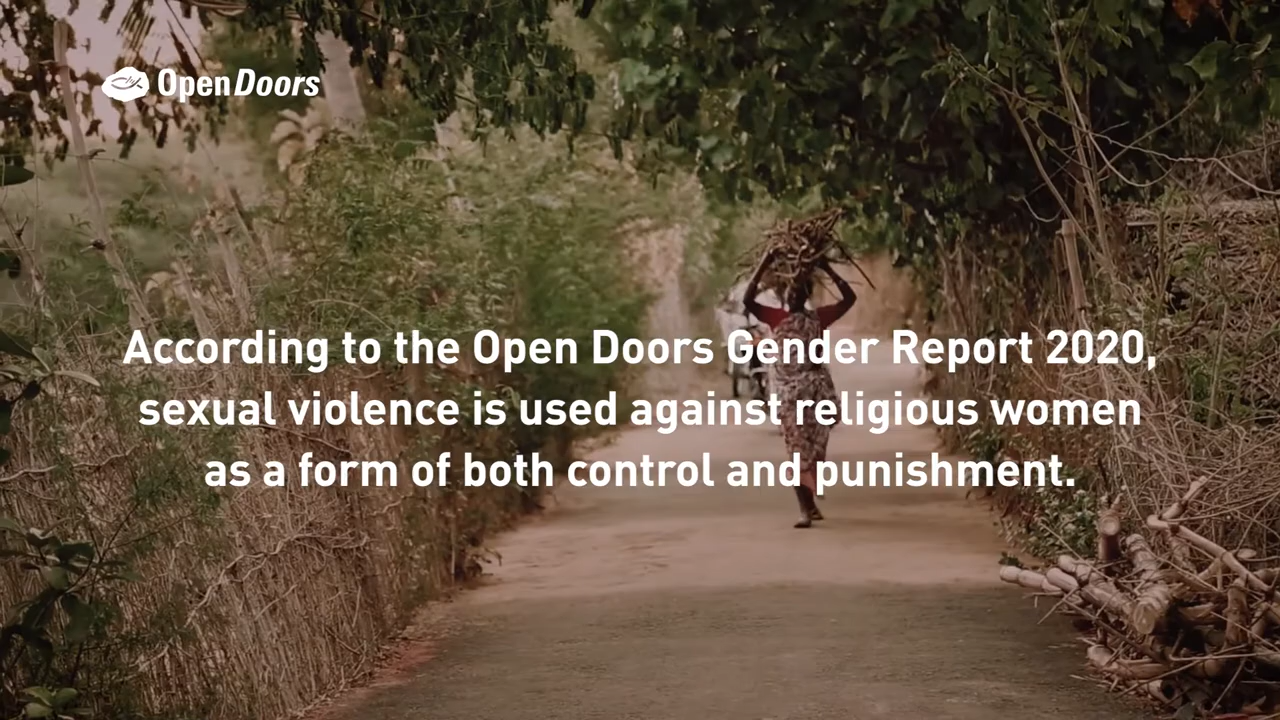 Open Doors
According to the Open Doors Gender Report 2020,
sexual violence is used against religious women
as a form of both control and punishment.